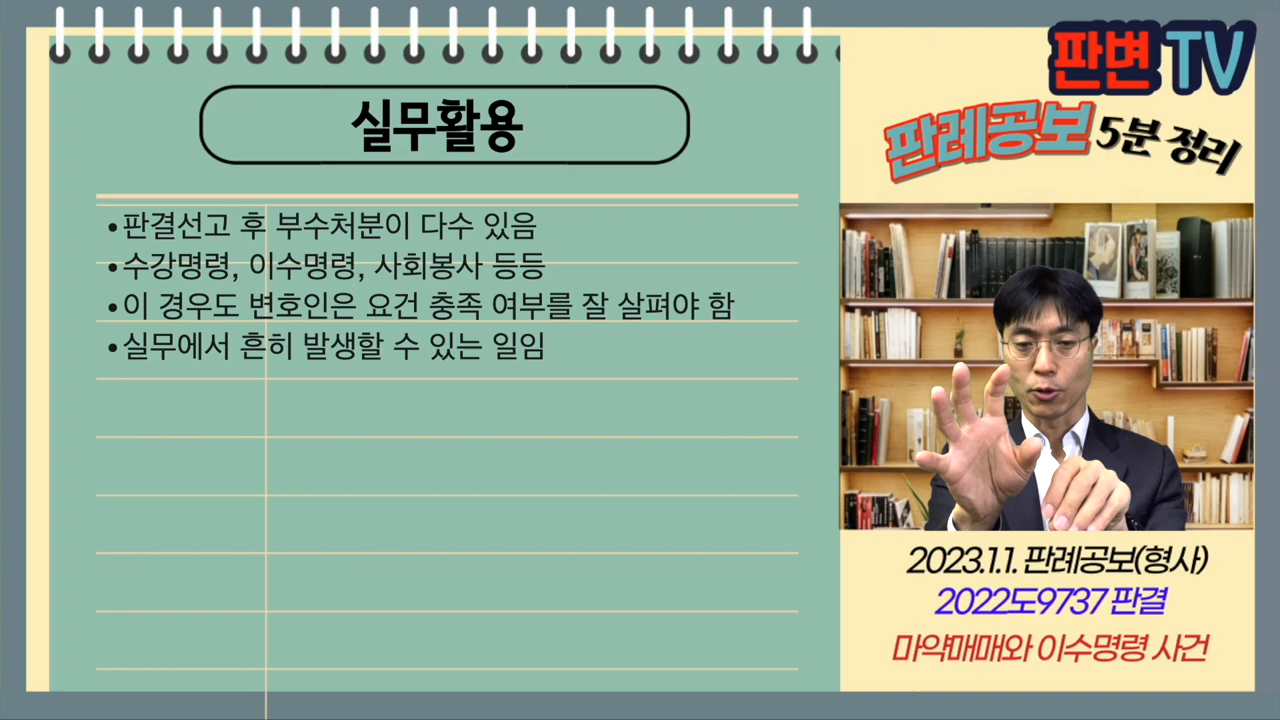 실무활용
•판결선고 후 부수처분이 다수 있음
•수강명령, 이수명령, 사회봉사 등등
•이 경우도 변호인은 요건 충족 여부를 잘 살펴야 함
•실무에서 흔히 발생할 수 있는 일임
판변 TV
판례공보 5분 정리
2023.1.1. 판례공보(형사)
2022도9737 판결
마약매매와 이수명령 사건